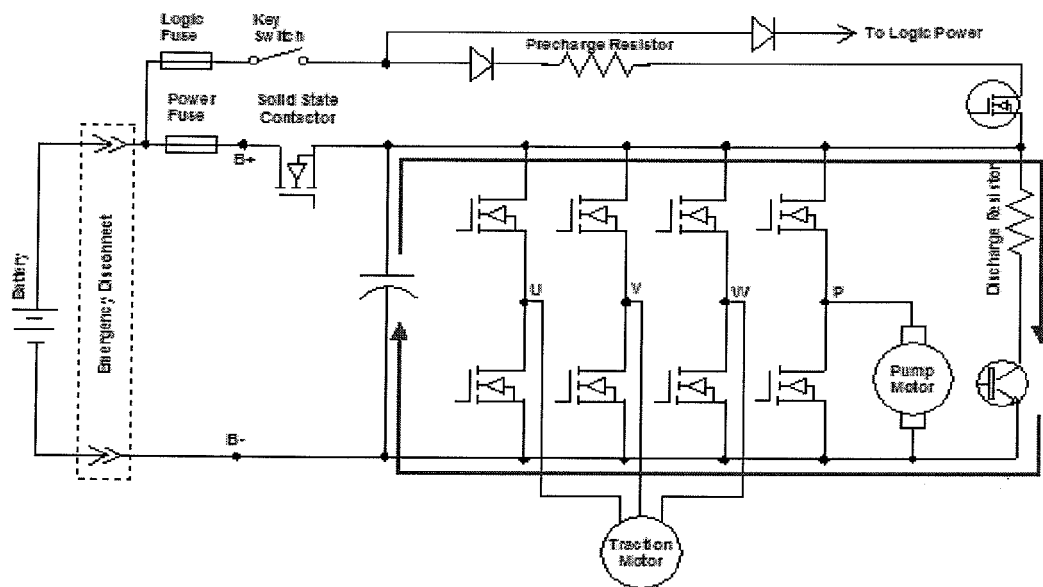 Logic
Fuse
Key
Switch
Precharge Resistor
To Logic Power
Power
Fuse
Solid State
Contactor
B+
Battery
Emergency Disconnect
Discharge Resistor
U
V
W
P
Pump
Motor
B-
Traction
Motor